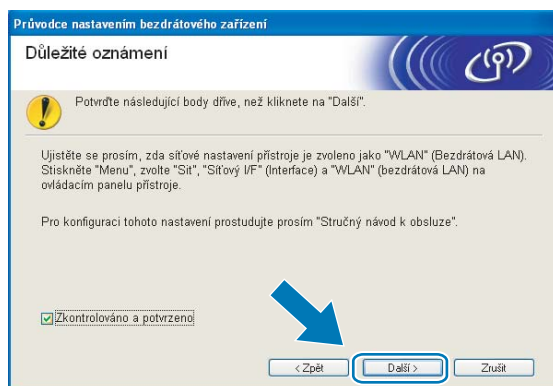 Průvodce nastavením bezdrátového zařízení
Důležité oznámení
Potvrďte následující body dříve, než kliknete na "Další".
Ujistěte se prosím, zda síťové nastavení přístroje je zvoleno jako "WLAN" (Bezdrátová LAN).
Stiskněte "Menu", zvolte "Sit", "Síťový I/F" (Interface) a "WLAN" (bezdrátová LAN) na
ovládacím panelu přístroje.
Pro konfiguraci tohoto nastavení prostudujte prosím "Stručný návod k obsluze".
Zkontrolováno a potvrzeno
< Zpět
Další >
Zrušit